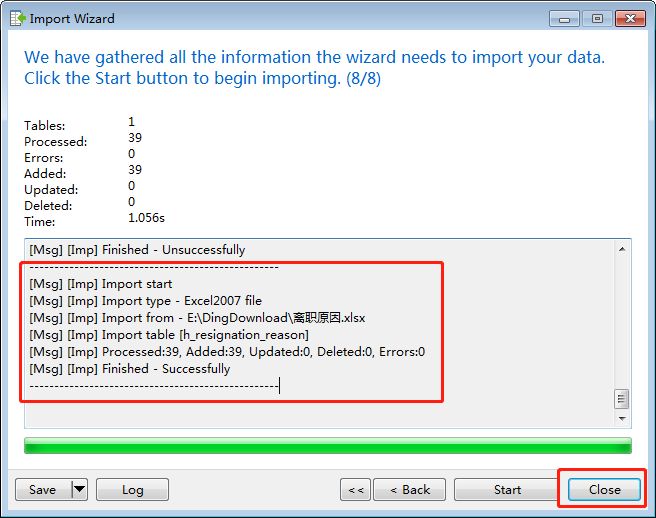 Import Wizard
We have gathered all the information the wizard needs to import your data.
Click the Start button to begin importing. (8/8)
Tables: 1
Processed: 39
Errors: 0
Added: 39
Updated: 0
Deleted: 0
Time: 1.056s
[Msg] [Imp] Finished - Unsuccessfully
--------------------------------------------------
[Msg] [Imp] Import start
[Msg] [Imp] Import type - Excel2007 file
[Msg] [Imp] Import from - E:\DingDownload\离职原因.xlsx
[Msg] [Imp] Import table [h_resignation_reason]
[Msg] [Imp] Processed:39, Added:39, Updated:0, Deleted:0, Errors:0
[Msg] [Imp] Finished - Successfully
--------------------------------------------------
Save Log << < Back Start Close